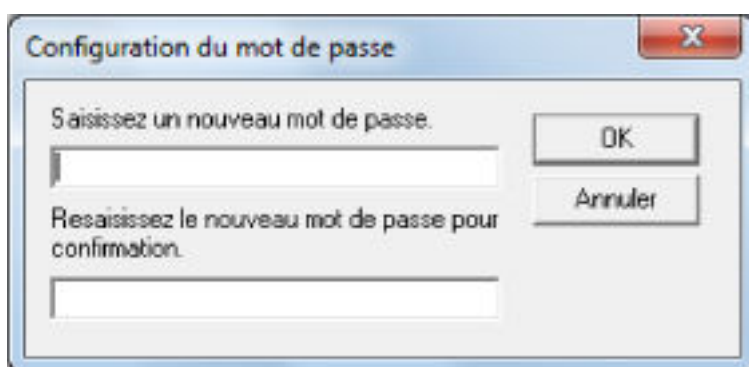 Configuration du mot de passe
Saisissez un nouveau mot de passe.
OK
Annuler
Resaisissez le nouveau mot de passe pour
confirmation.